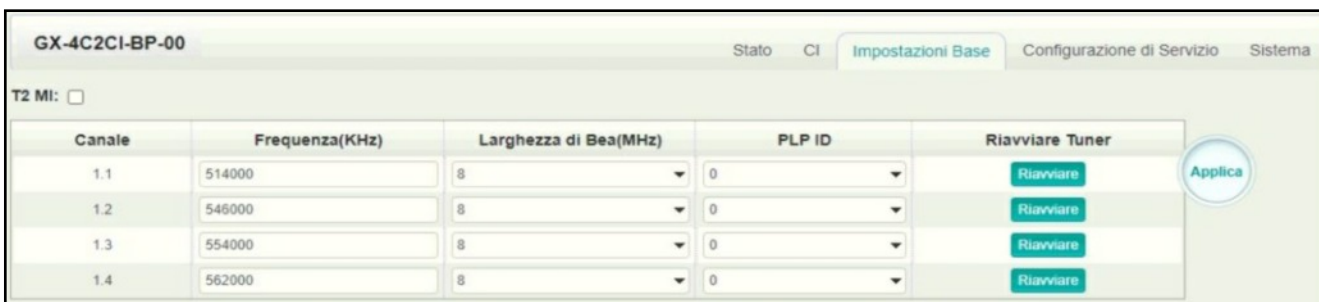 GX-4C2CI-BP-00
Stato CI Impostazioni Base Configurazione di Servizio Sistema
T2 MI:
Canale Frequenza(KHz) Larghezza di Bea(MHz) PLP ID Riavviare Tuner
1.1 514000 8 0 Riavviare
Applica
1.2 546000 8 0 Riavviare
1.3 554000 8 0 Riavviare
1.4 562000 8 0 Riavviare